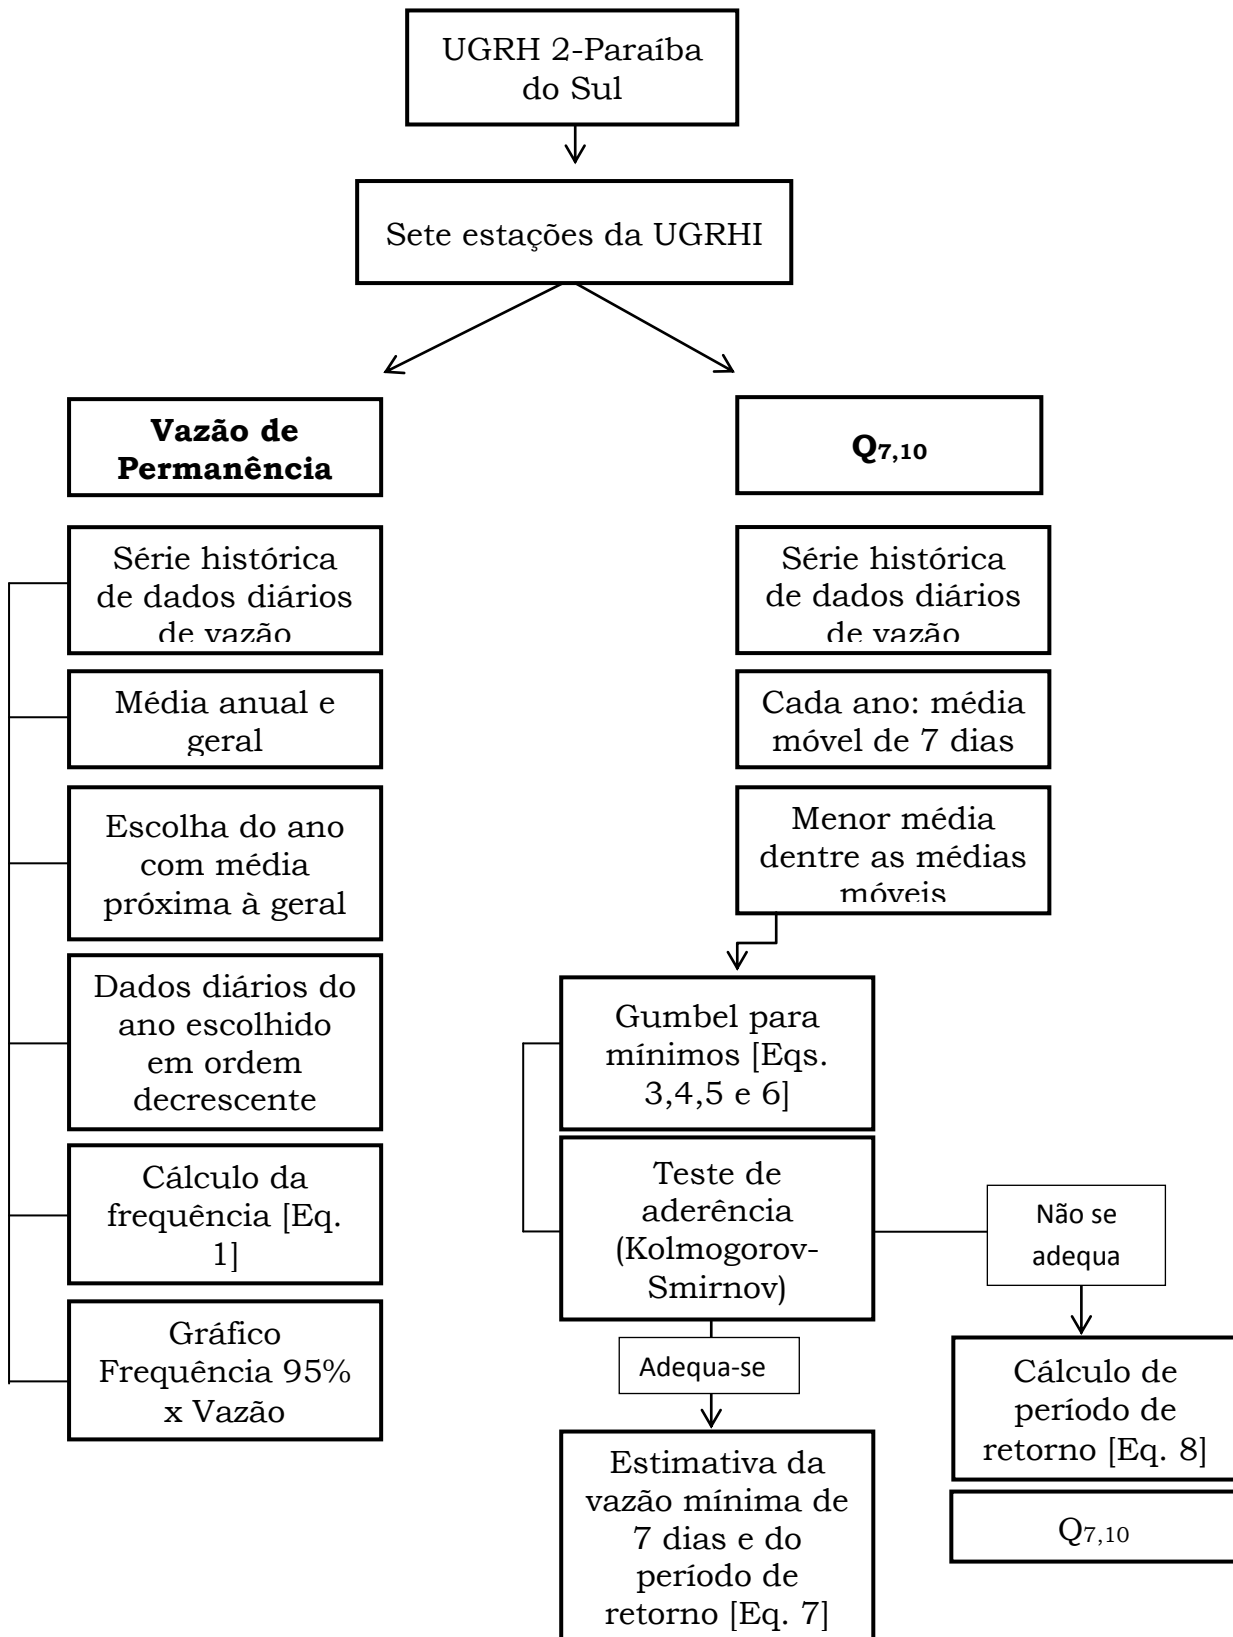 UGRH 2-Paraíba
do Sul
Sete estações da UGRHI
Vazão de
Permanência
Série histórica
de dados diários
de vazão
Média anual e
geral
Escolha do ano
com média
próxima à geral
Dados diários do
ano escolhido
em ordem
decrescente
Cálculo da
frequência [Eq.
1]
Gráfico
Frequência 95%
x Vazão
Q7,10
Série histórica
de dados diários
de vazão
Cada ano: média
móvel de 7 dias
Menor média
dentre as médias
móveis
Gumbel para
mínimos [Eqs.
3,4,5 e 6]
Teste de
aderência
(Kolmogorov-
Smirnov)
Adequa-se
Estimativa da
vazão mínima de
7 dias e do
período de
retorno [Eq. 7]
Não se
adequa
Cálculo de
período de
retorno [Eq. 8]
Q7,10